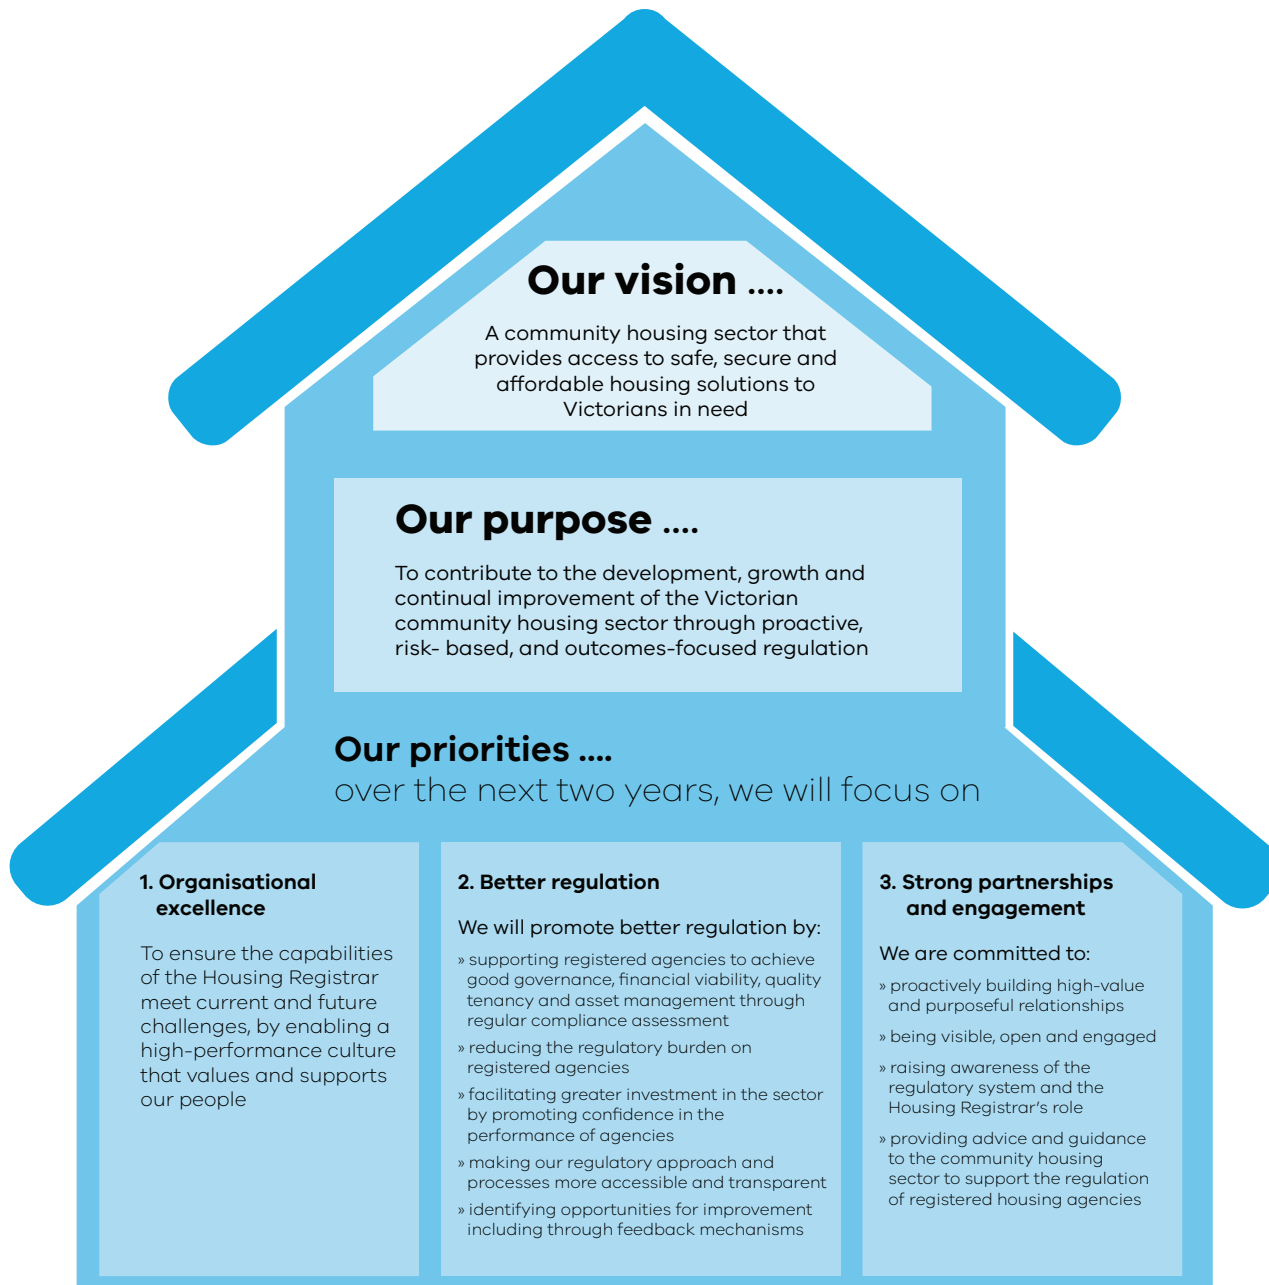 Our vision ....
A community housing sector that
provides access to safe, secure and
affordable housing solutions to
Victorians in need
Our purpose ....
To contribute to the development, growth and
continual improvement of the Victorian
community housing sector through proactive,
risk- based, and outcomes-focused regulation
Our priorities ....
over the next two years, we will focus on
1. Organisational
excellence
To ensure the capabilities
of the Housing Registrar
meet current and future
challenges, by enabling a
high-performance culture
that values and supports
our people
2. Better regulation
We will promote better regulation by:
» supporting registered agencies to achieve
good governance, financial viability, quality
tenancy and asset management through
regular compliance assessment
» reducing the regulatory burden on
registered agencies
» facilitating greater investment in the sector
by promoting confidence in the
performance of agencies
» making our regulatory approach and
processes more accessible and transparent
» identifying opportunities for improvement
including through feedback mechanisms
3. Strong partnerships
and engagement
We are committed to:
» proactively building high-value
and purposeful relationships
» being visible, open and engaged
» raising awareness of the
regulatory system and the
Housing Registrar's role
» providing advice and guidance
to the community housing
sector to support the regulation
of registered housing agencies